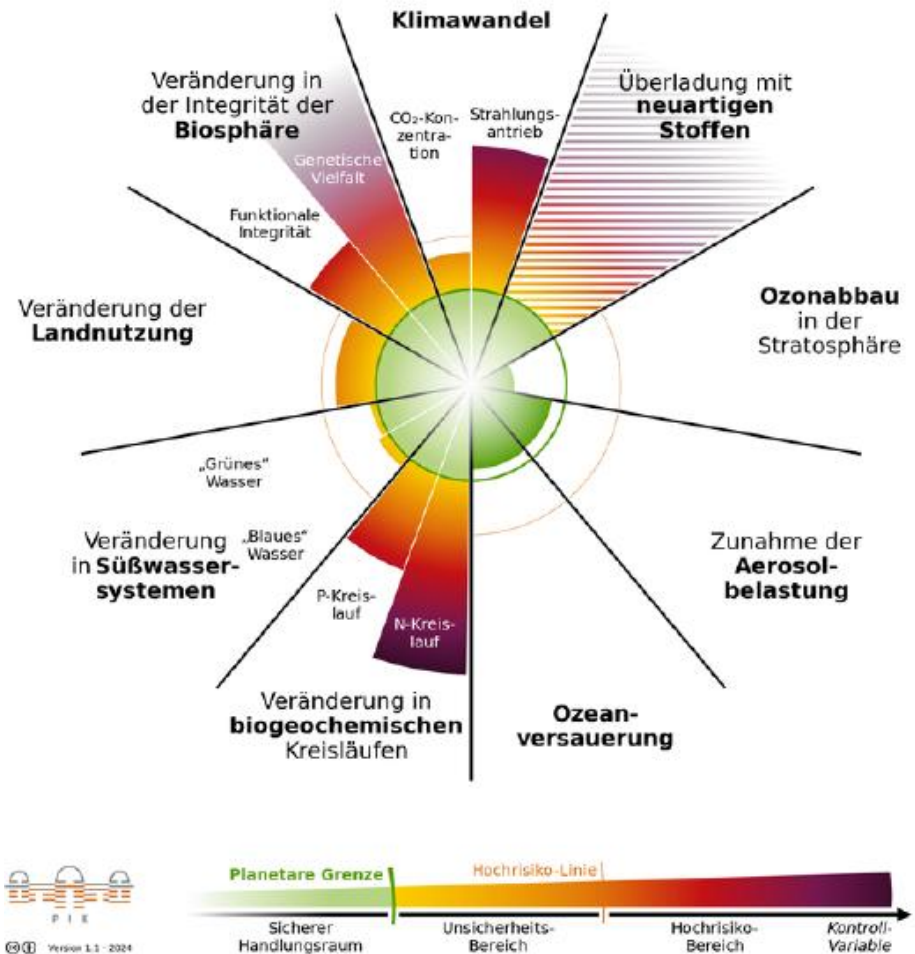 Klimawandel
Veränderung in
der Integrität der
Biosphäre
CO₂-Kon-
zentra-
tion
Strahlungs-
antrieb
Überladung mit
neuartigen
Stoffen
Genetische
Vielfalt
Funktionale
Integrität
Veränderung der
Landnutzung
Ozonabbau
in der
Stratosphäre
„Grünes"
Wasser
Veränderung
in Süßwasser-
systemen
„Blaues"
Wasser
Zunahme der
Aerosol-
belastung
P-Kreis-
lauf
N-Kreis-
lauf
Veränderung in
biogeochemischen
Kreisläufen
Ozean-
versauerung
Planetare Grenze
Hochrisiko-Linie
Sicherer
Handlungsraum
Unsicherheits-
Bereich
Hochrisiko-
Bereich
Kontroll-
Variable
P I K
Version 1.1 - 2024